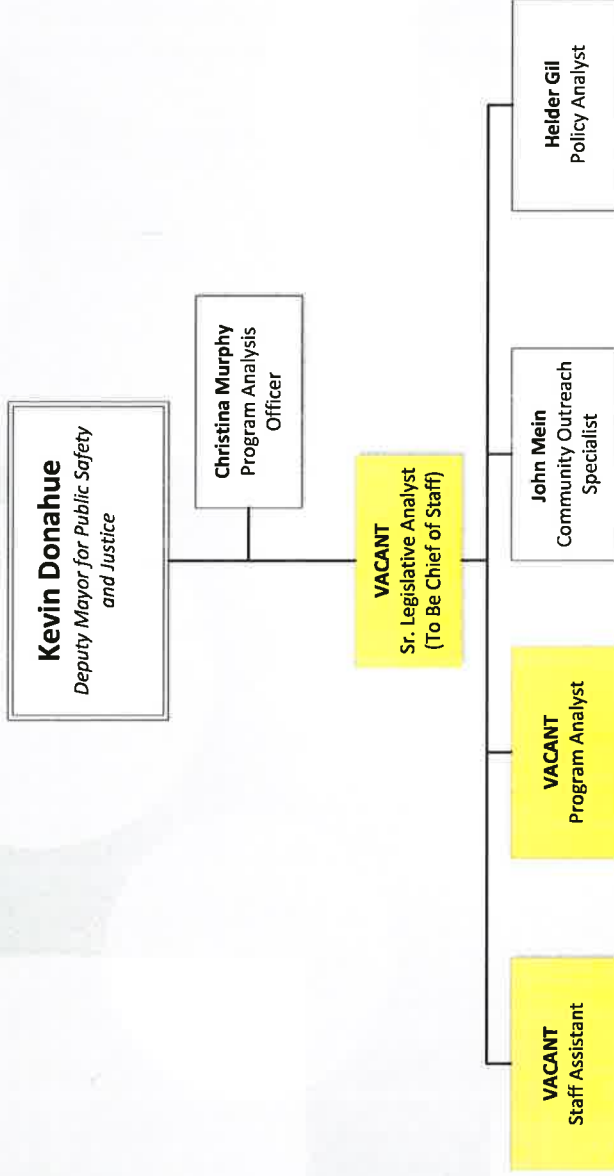 Kevin Donahue
Deputy Mayor for Public Safety
and Justice
Christina Murphy
Program Analysis
Officer
VACANT
Sr. Legislative Analyst
(To Be Chief of Staff)
VACANT
Staff Assistant
VACANT
Program Analyst
John Mein
Community Outreach
Specialist
Helder Gil
Policy Analyst